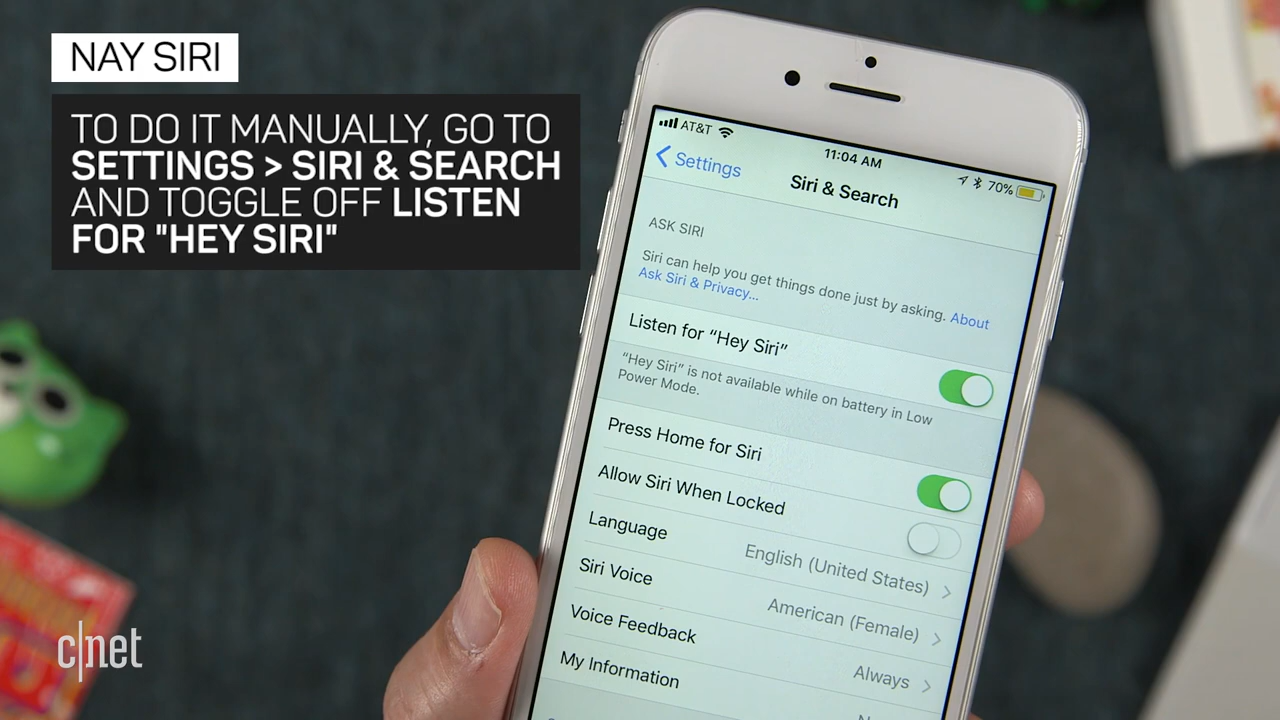 NAY SIRI
TO DO IT MANUALLY, GO TO
SETTINGS > SIRI & SEARCH
AND TOGGLE OFF LISTEN
FOR "HEY SIRI"
AT&T
11:04 AM
70%
Settings
Siri & Search
ASK SIRI
Siri can help you get things done just by asking. About
Ask Siri & Privacy...
Listen for “Hey Siri”
“Hey Siri” is not available while on battery in Low
Power Mode.
Press Home for Siri
Allow Siri When Locked
Language
English (United States)
Siri Voice
American (Female)
Voice Feedback
Always
My Information
c|net